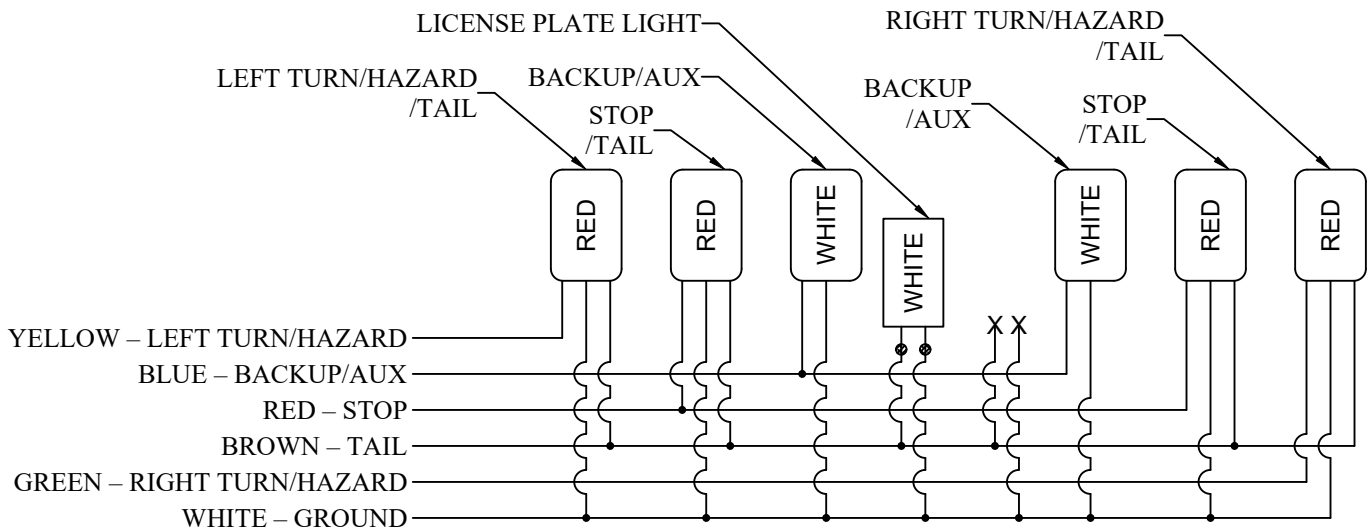 LICENSE PLATE LIGHT
RIGHT TURN/HAZARD
/TAIL
LEFT TURN/HAZARD
/TAIL
BACKUP/AUX
STOP
/TAIL
BACKUP
/AUX
STOP
/TAIL
RED
RED
WHITE
WHITE
WHITE
RED
RED
X X
YELLOW – LEFT TURN/HAZARD
BLUE – BACKUP/AUX
RED – STOP
BROWN – TAIL
GREEN – RIGHT TURN/HAZARD
WHITE – GROUND